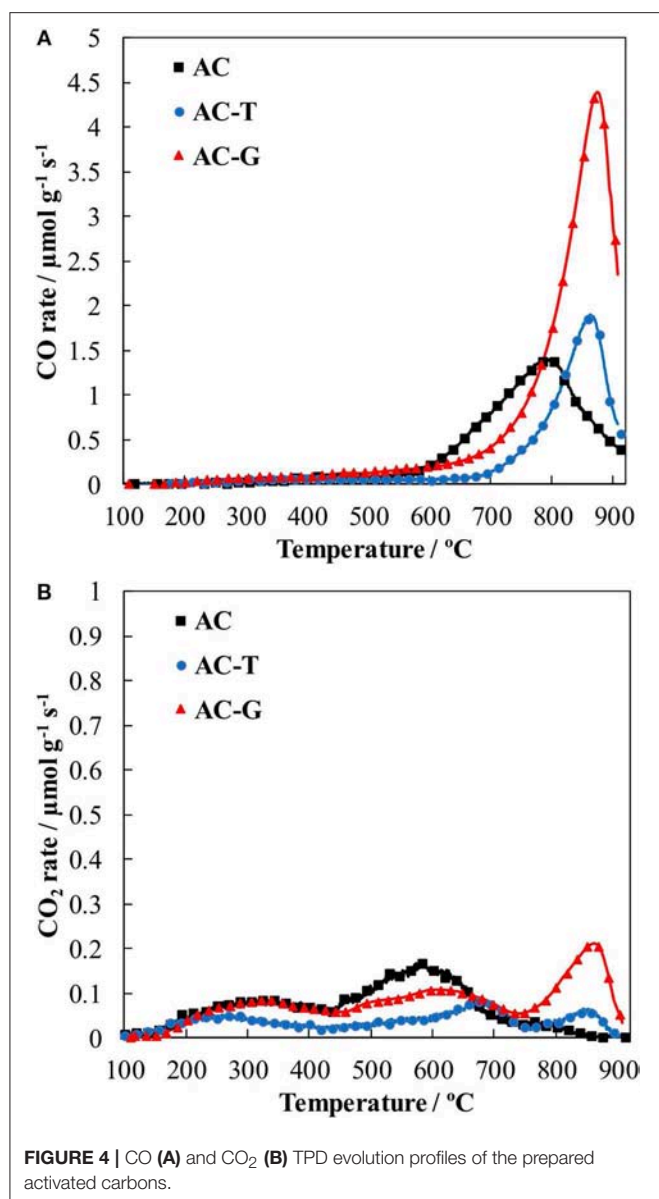 A
5
4.5
4
3.5
3
2.5
2
1.5
1
0.5
0
CO rate / µmol g⁻¹ s⁻¹
AC
AC-T
AC-G
100 200 300 400 500 600 700 800 900
Temperature / ºC
B
1
0.9
0.8
0.7
0.6
0.5
0.4
0.3
0.2
0.1
0
CO₂ rate / µmol g⁻¹ s⁻¹
AC
AC-T
AC-G
100 200 300 400 500 600 700 800 900
Temperature / ºC
FIGURE 4 | CO (A) and CO₂ (B) TPD evolution profiles of the prepared
activated carbons.